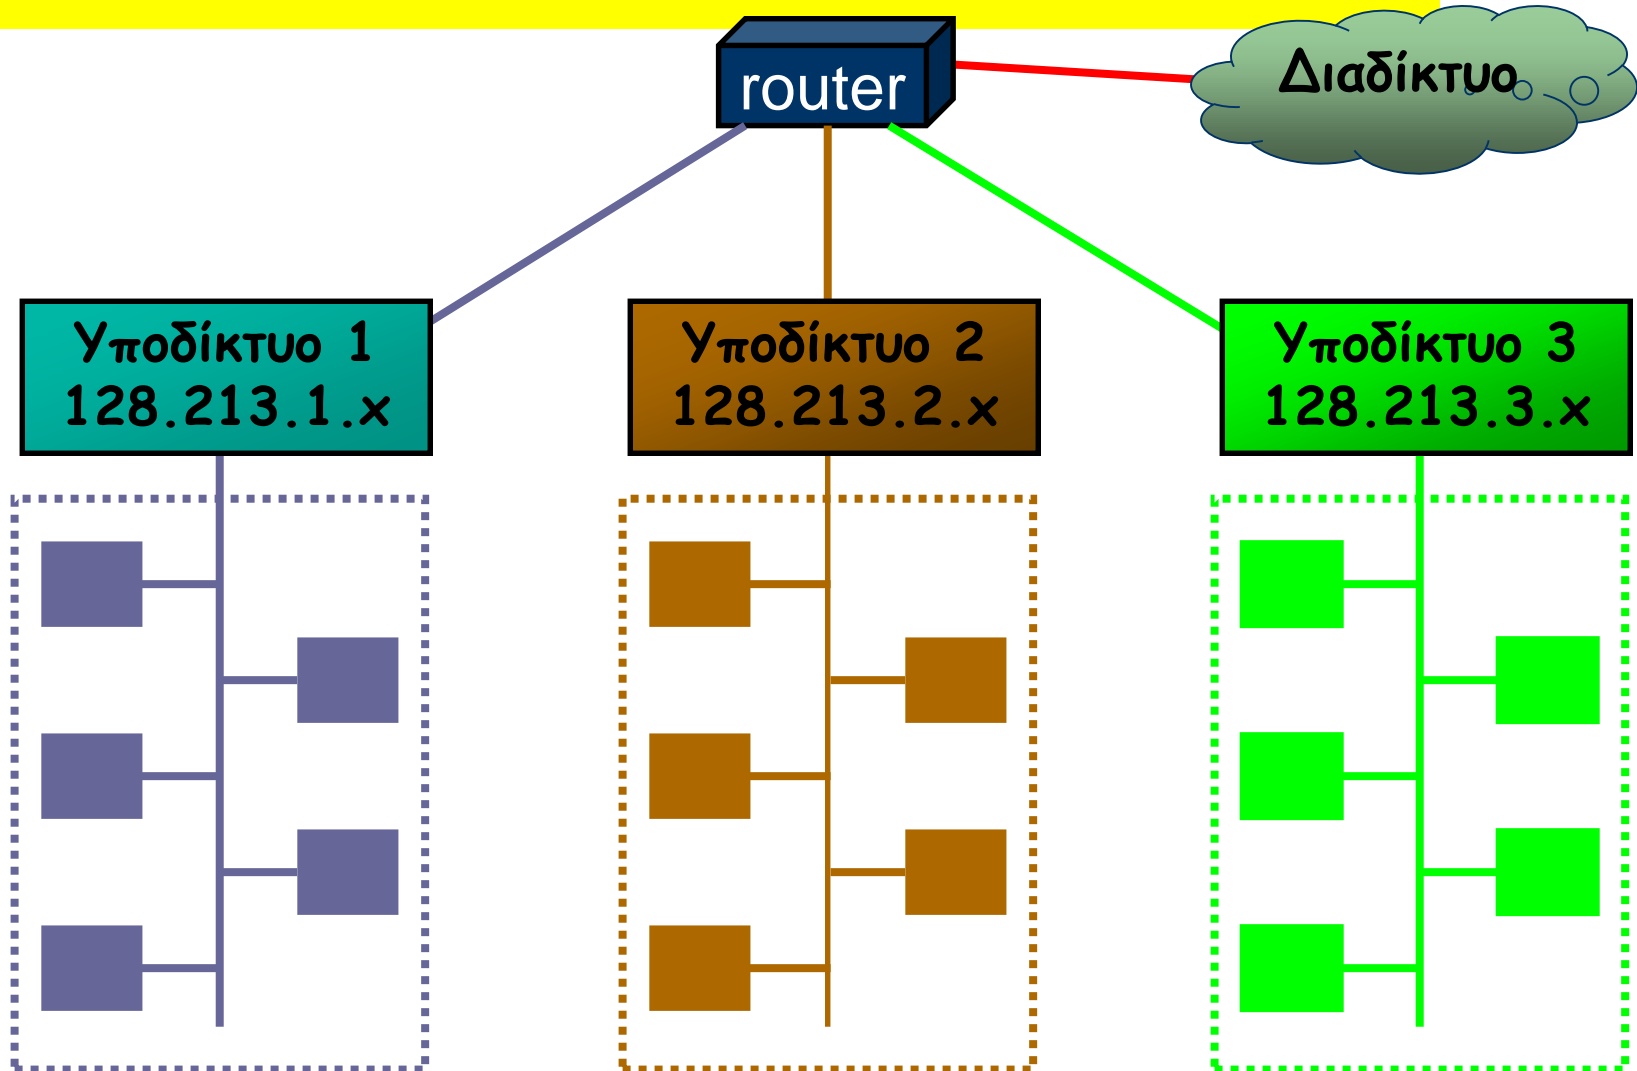 router
Διαδίκτυο
Υποδίκτυο 1
128.213.1.x
Υποδίκτυο 2
128.213.2.x
Υποδίκτυο 3
128.213.3.x